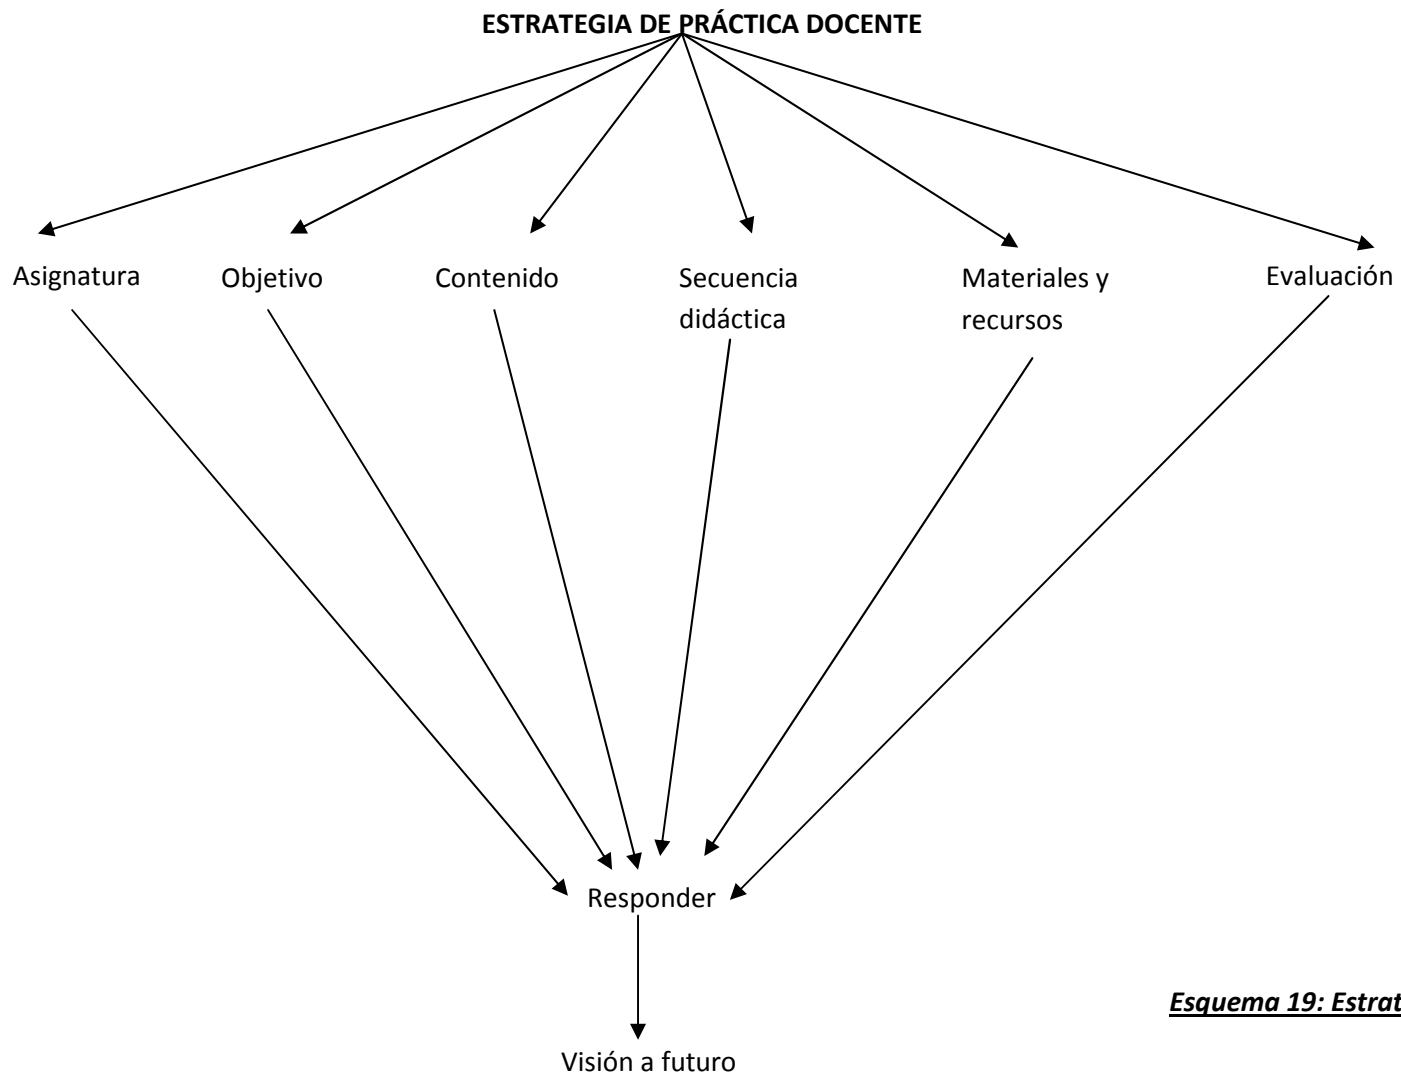 ESTRATEGIA DE PRÁCTICA DOCENTE
Asignatura
Objetivo
Contenido
Secuencia
didáctica
Materiales y
recursos
Evaluación
Responder
Esquema 19: Estrat
Visión a futuro